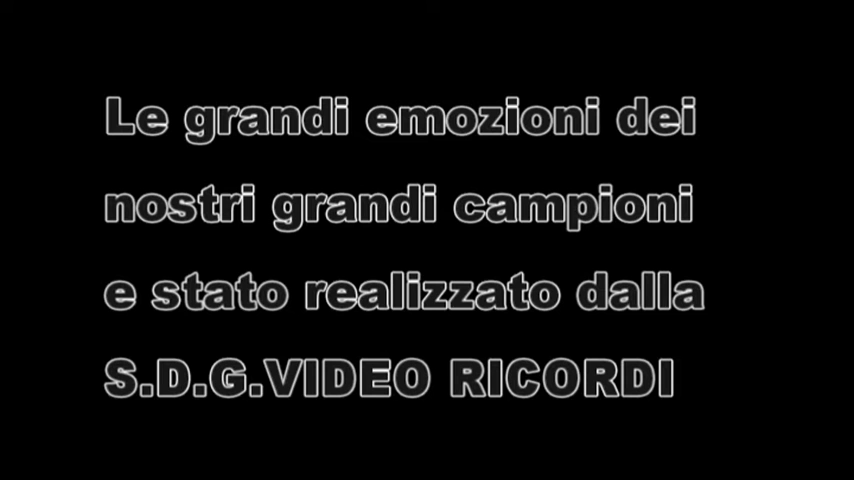 Le grandi emozioni dei
nostri grandi campioni
e stato realizzato dalla
S.D.G.VIDEO RICORDI